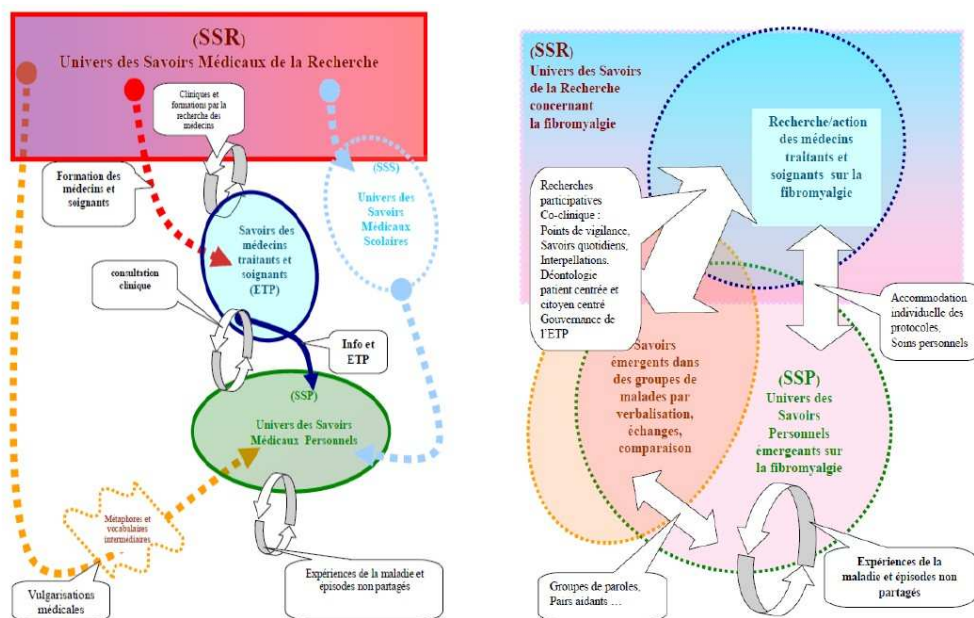 (SSR)
Univers des Savoirs Médicaux de la Recherche
Cliniques et
formations par la
recherche des
médecins
Formation des
médecins et
soignants
(SSS)
Univers des
Savoirs
Médicaux
Scolaires
Savoirs des
médecins
traitants et
soignants
(ETP)
consultation
clinique
Info et
ETP
(SSP)
Univers des Savoirs
Médicaux Personnels
Métaphores et
vocabulaires
intermédiaires
..
Vulgarisations
médicales
Expériences de la maladie et
épisodes non partagés
(SSR)
Univers des Savoirs
de la Recherche
concernant
la fibromyalgie
Recherche/action
des médecins
traitants et
soignants sur la
fibromyalgie
Recherches
participatives
Co-clinique :
Points de vigilance,
Savoirs quotidiens,
Interpellations.
Déontologie
patient centrée et
citoyen centré
Gouvernance de
l'ETP
Accommodation
individuelle des
protocoles,
Soins personnels
Savoirs
émergents dans
des groupes de
malades par
verbalisation,
échanges,
comparaison
(SSP)
Univers des
Savoirs
Personnels
émergeants sur
la fibromyalgie
Groupes de paroles,
Pairs aidants …
Expériences de la
maladie et épisodes non
partagés